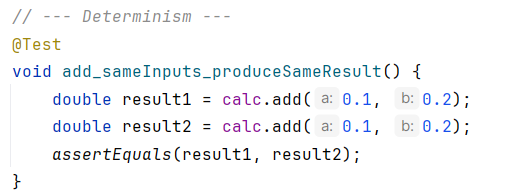 // --- Determinism ---
@Test
void add_sameInputs_produceSameResult() {
    double result1 = calc.add( a: 0.1, b: 0.2);
    double result2 = calc.add( a: 0.1, b: 0.2);
    assertEquals(result1, result2);
}